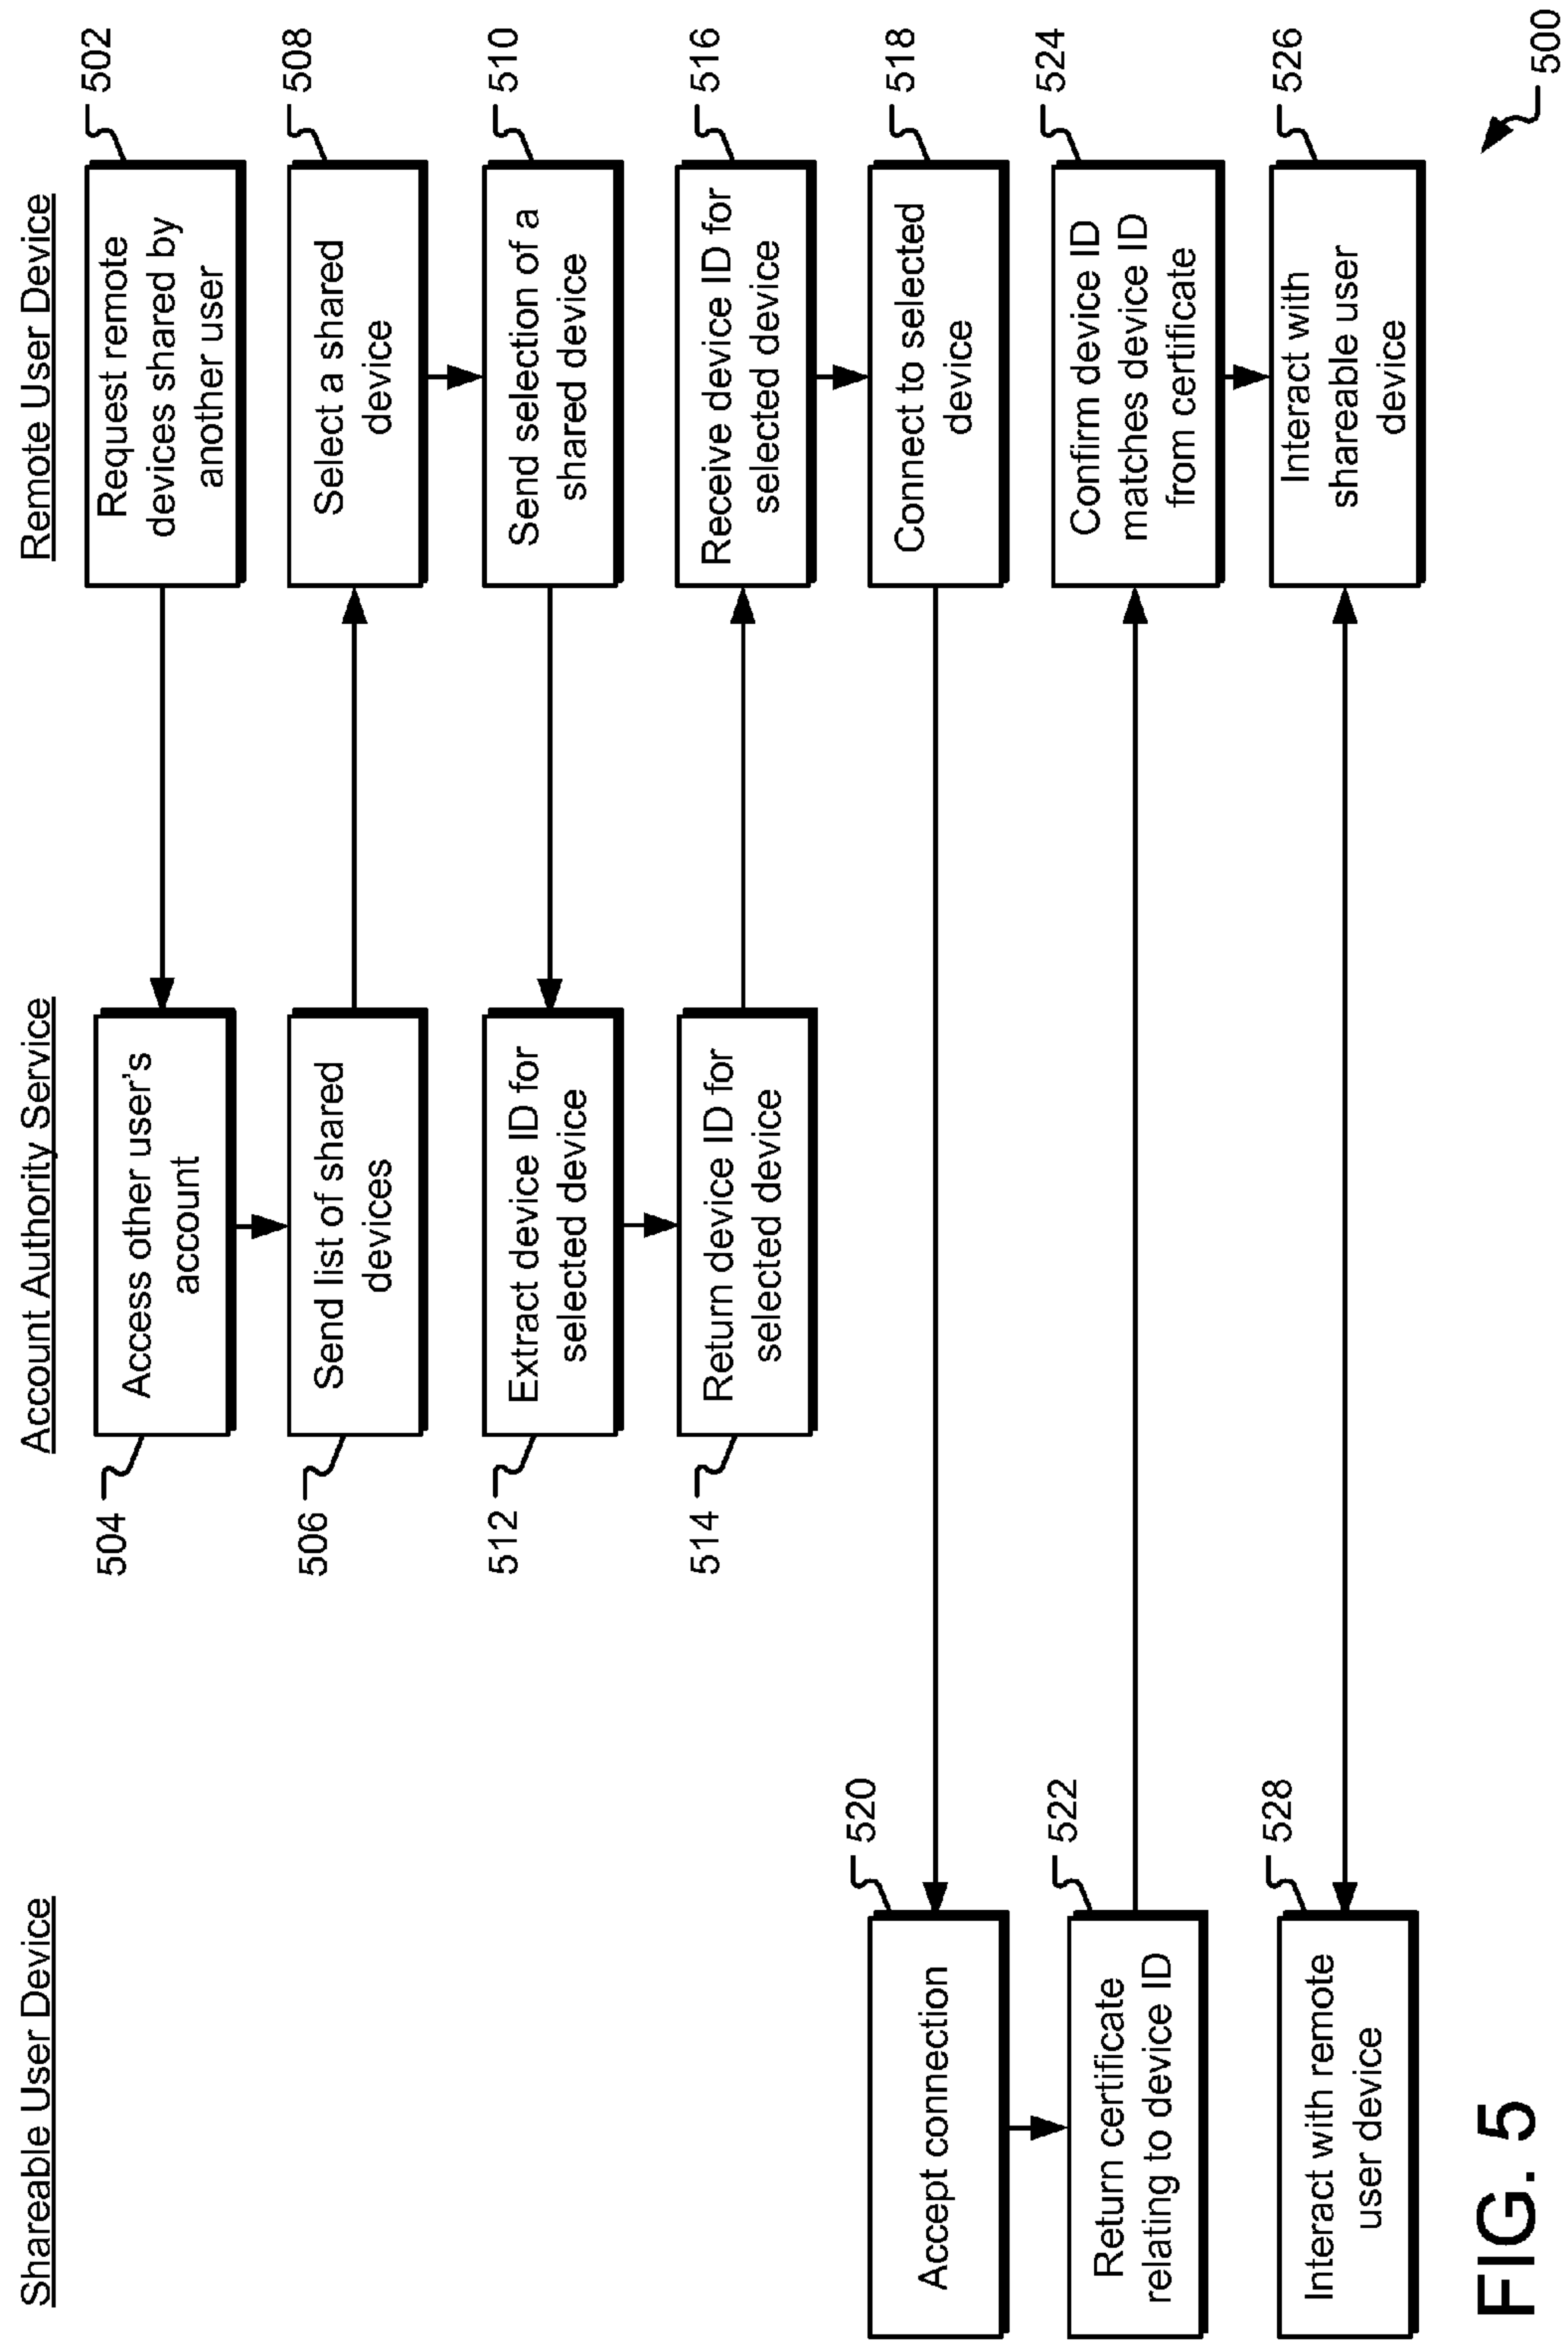 Shareable User Device
Account Authority Service
Remote User Device
Request remote
devices shared by
another user
502
504
Access other user's
account
506
Send list of shared
devices
Select a shared
device
508
Send selection of a
shared device
510
512
Extract device ID for
selected device
514
Return device ID for
selected device
Receive device ID for
selected device
516
Connect to selected
device
518
Accept connection
520
Return certificate
relating to device ID
522
Confirm device ID
matches device ID
from certificate
524
Interact with
shareable user
device
526
Interact with remote
user device
528
FIG. 5
500